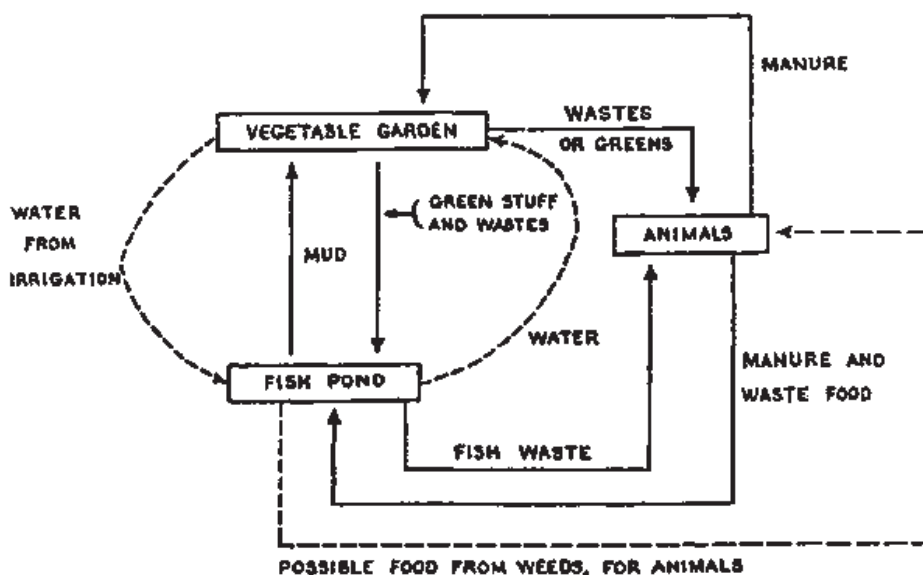 MANURE
WASTES
OR GREENS
VEGETABLE GARDEN
GREEN STUFF
AND WASTES
WATER
FROM
IRRIGATION
MUD
ANIMALS
WATER
FISH POND
MANURE AND
WASTE FOOD
FISH WASTE
POSSIBLE FOOD FROM WEEDS, FOR ANIMALS